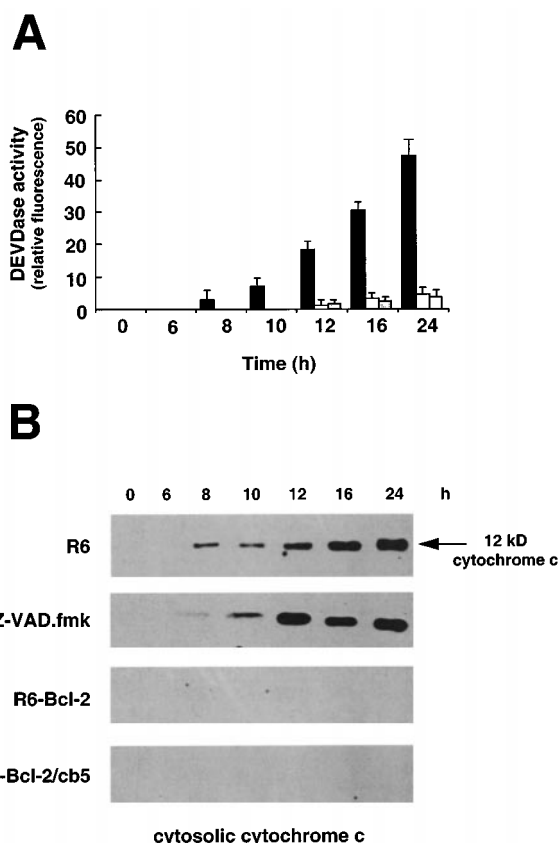 A
DEVDase activity
(relative fluorescence)
60
50
40
30
20
10
0
0 6 8 10 12 16 24
Time (h)
B
0 6 8 10 12 16 24 h
R6
12 kD
cytochrome c
Z-VAD.fmk
R6-Bcl-2
-Bcl-2/cb5
cytosolic cytochrome c